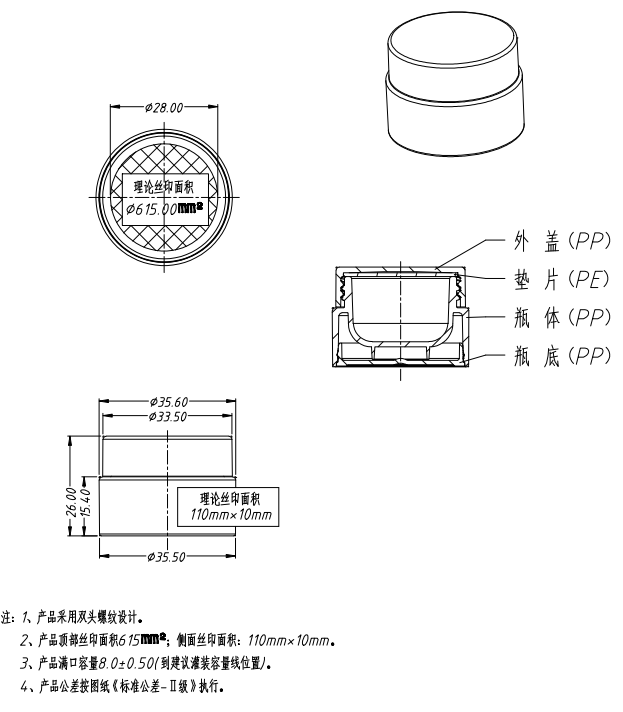 Φ28.00
理论丝印面积
Φ615.00mm²
外 盖(PP)
垫 片(PE)
瓶 体(PP)
瓶 底(PP)
Φ35.60
Φ33.50
26.00
15.40
理论丝印面积
110mm×10mm
Φ35.50
注: 1、产品采用双头螺纹设计。
2、产品顶部丝印面积615mm²; 侧面丝印面积: 110mm×10mm。
3、产品满口容量8.0±0.50(到建议灌装容量线位置)。
4、产品公差按图纸《标准公差-Ⅱ级》执行。